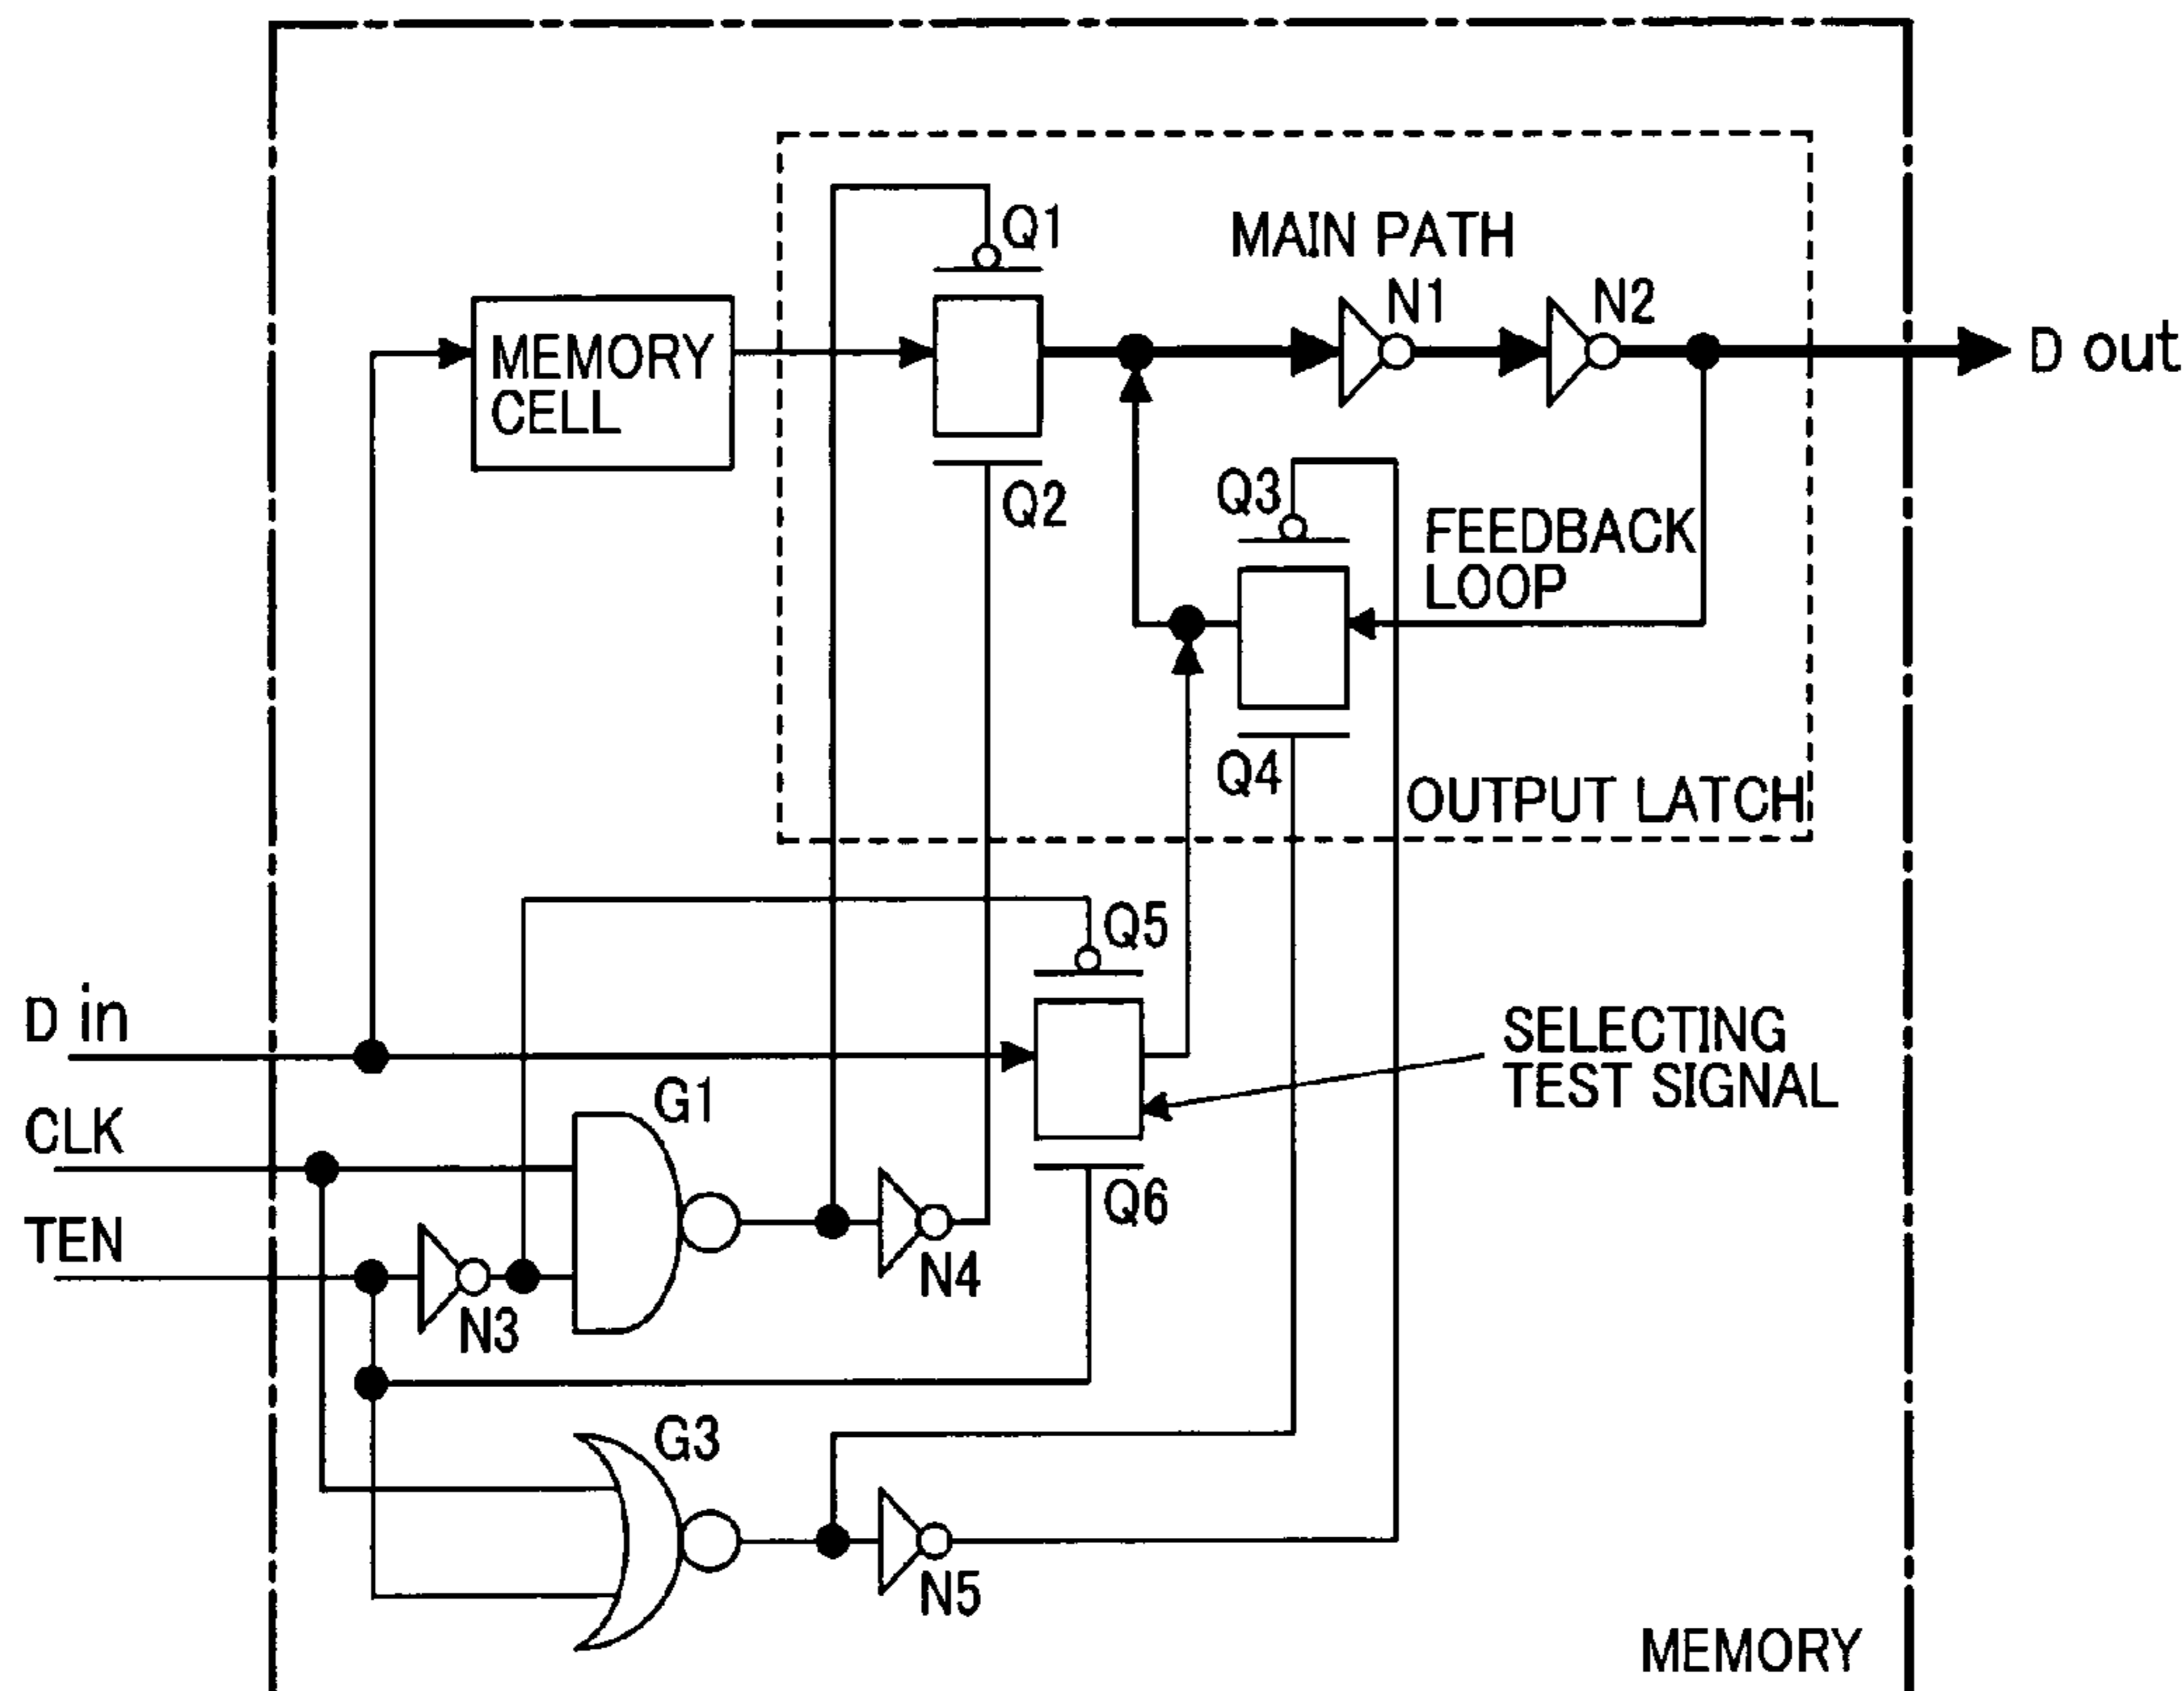 Q1
MAIN PATH
N1
N2
MEMORY
CELL
D out
Q2
Q3
FEEDBACK
LOOP
Q4
OUTPUT LATCH
Q5
D in
SELECTING
TEST SIGNAL
G1
CLK
Q6
TEN
N4
N3
G3
N5
MEMORY